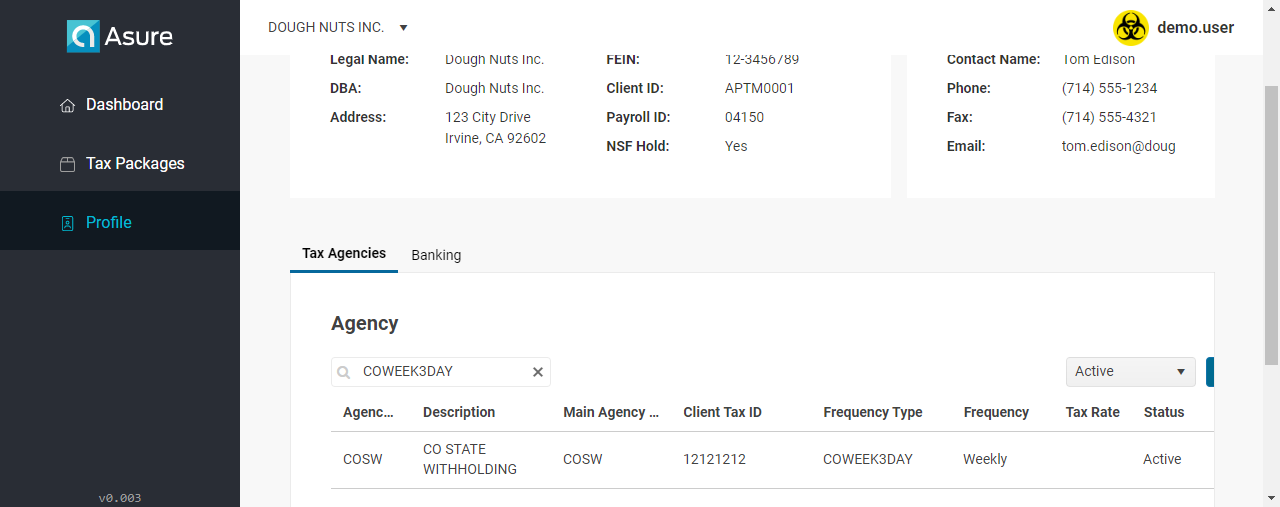 Asure
DOUGH NUTS INC.
demo.user
Dashboard
Tax Packages
Profile
v0.003
Legal Name: Dough Nuts Inc.
DBA: Dough Nuts Inc.
Address: 123 City Drive
Irvine, CA 92602
FEIN: 12-3456789
Client ID: APTM0001
Payroll ID: 04150
NSF Hold: Yes
Contact Name: Tom Edison
Phone: (714) 555-1234
Fax: (714) 555-4321
Email: tom.edison@doug
Tax Agencies Banking
Agency
COWEEK3DAY
Active
Agenc... Description Main Agency ... Client Tax ID Frequency Type Frequency Tax Rate Status
COSW CO STATE WITHHOLDING COSW 12121212 COWEEK3DAY Weekly Active